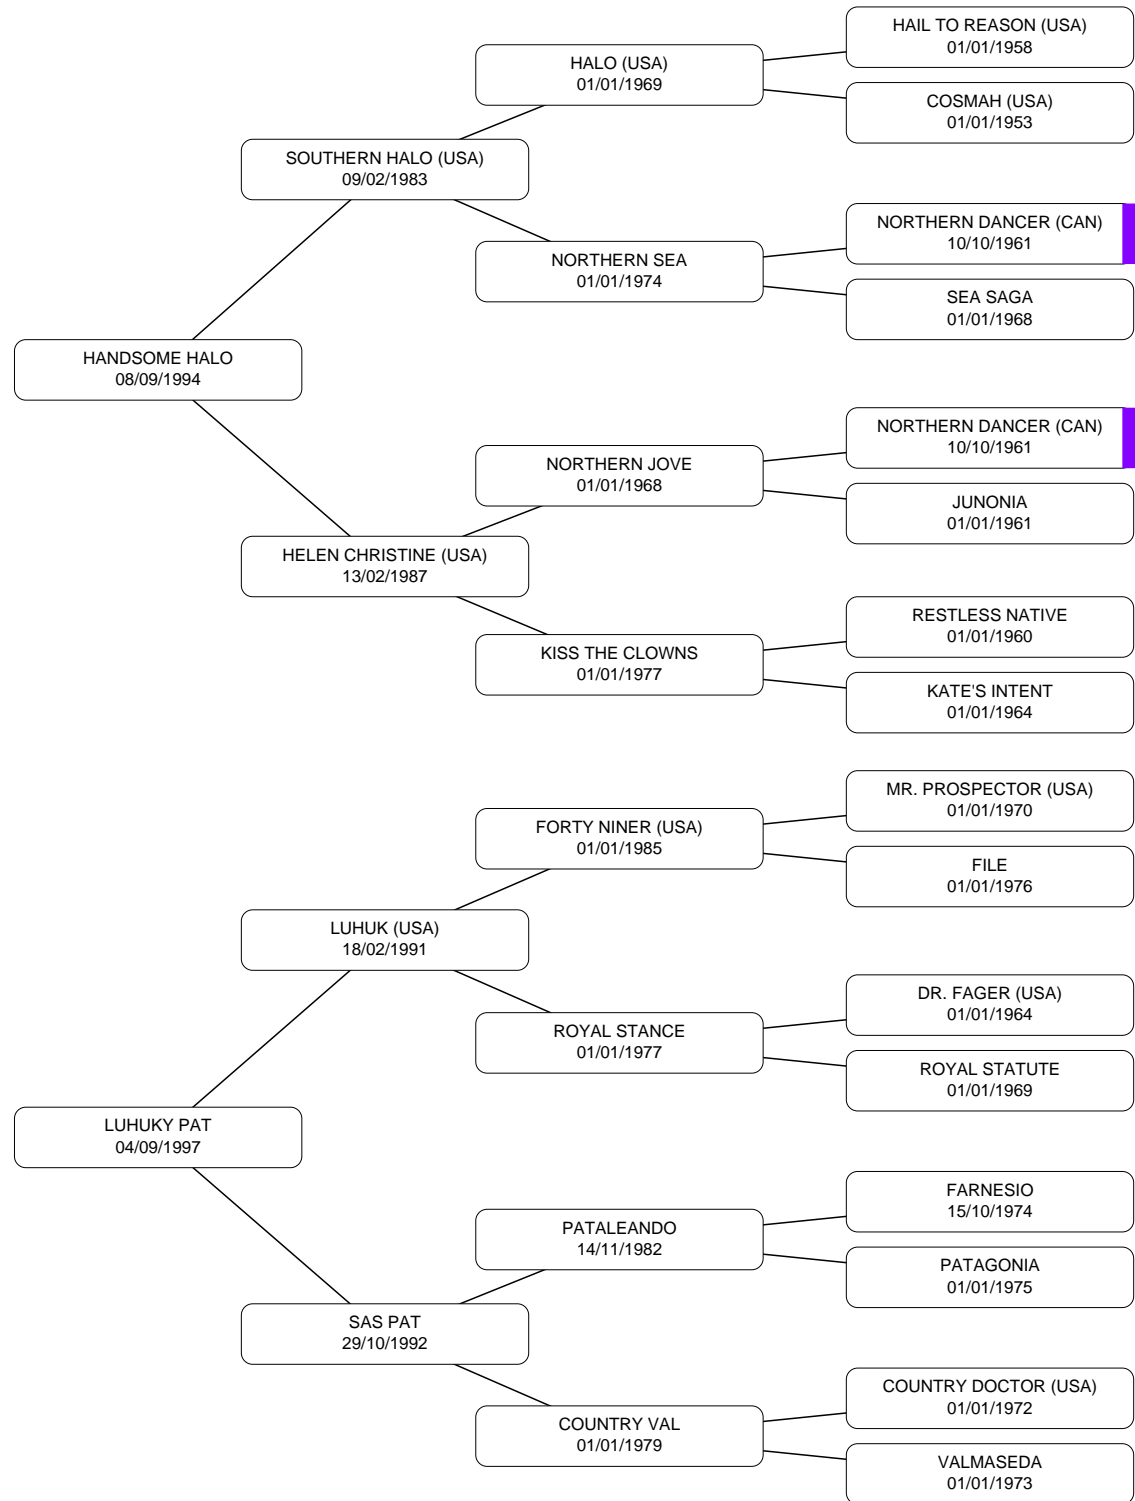 HAIL TO REASON (USA)
01/01/1958
HALO (USA)
01/01/1969
COSMAH (USA)
01/01/1953
SOUTHERN HALO (USA)
09/02/1983
NORTHERN DANCER (CAN)
10/10/1961
NORTHERN SEA
01/01/1974
SEA SAGA
01/01/1968
HANDSOME HALO
08/09/1994
NORTHERN DANCER (CAN)
10/10/1961
NORTHERN JOVE
01/01/1968
JUNONIA
01/01/1961
HELEN CHRISTINE (USA)
13/02/1987
RESTLESS NATIVE
01/01/1960
KISS THE CLOWNS
01/01/1977
KATE'S INTENT
01/01/1964
MR. PROSPECTOR (USA)
01/01/1970
FORTY NINER (USA)
01/01/1985
FILE
01/01/1976
LUHUK (USA)
18/02/1991
DR. FAGER (USA)
01/01/1964
ROYAL STANCE
01/01/1977
ROYAL STATUTE
01/01/1969
LUHUKY PAT
04/09/1997
FARNESIO
15/10/1974
PATALEANDO
14/11/1982
PATAGONIA
01/01/1975
SAS PAT
29/10/1992
COUNTRY DOCTOR (USA)
01/01/1972
COUNTRY VAL
01/01/1979
VALMASEDA
01/01/1973